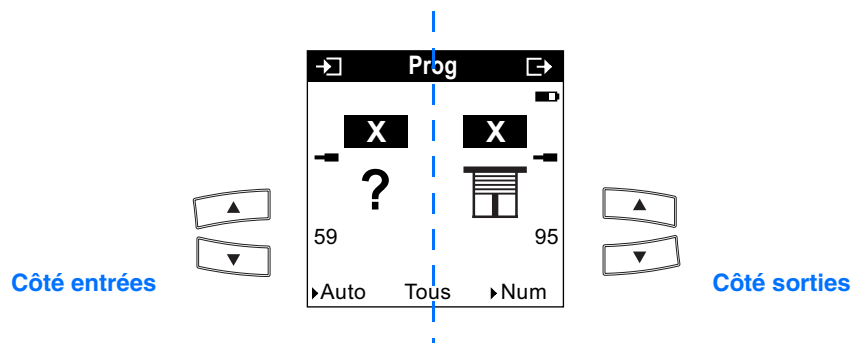 Prog
X X
?
59 95
Côté entrées Côté sorties
▸Auto Tous ▸Num